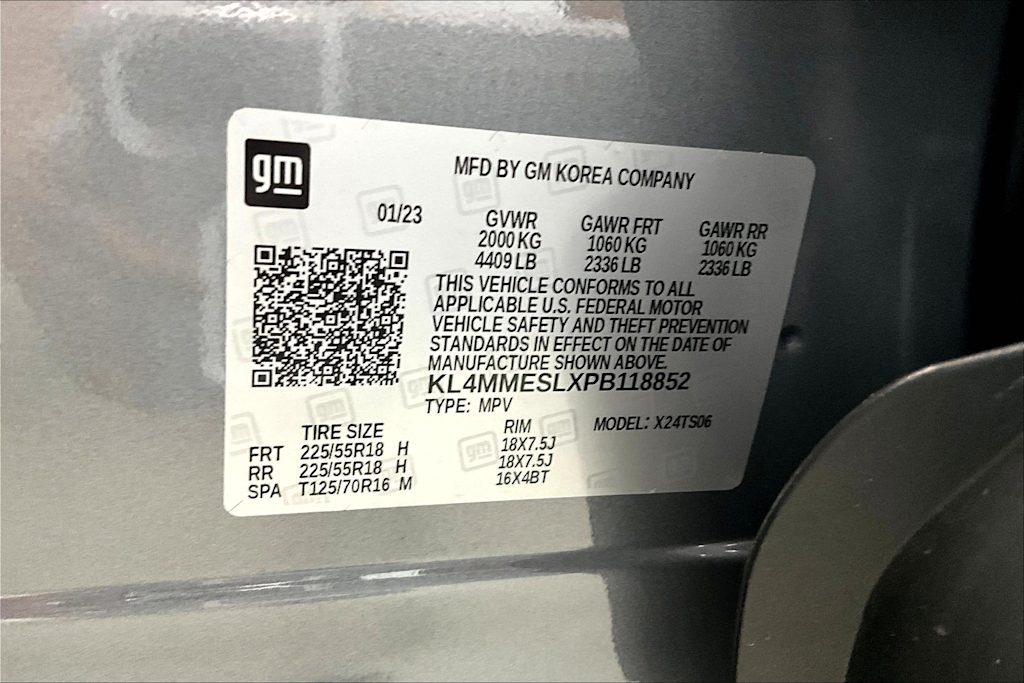 gm
MFD BY GM KOREA COMPANY
01/23 GVWR GAWR FRT GAWR RR
2000 KG 1060 KG 1060 KG
4409 LB 2336 LB 2336 LB
THIS VEHICLE CONFORMS TO ALL
APPLICABLE U.S. FEDERAL MOTOR
VEHICLE SAFETY AND THEFT PREVENTION
STANDARDS IN EFFECT ON THE DATE OF
MANUFACTURE SHOWN ABOVE.
KL4MMESLXPB118852
TYPE: MPV MODEL: X24TS06
TIRE SIZE RIM
FRT 225/55R18 H 18X7.5J
RR 225/55R18 H 18X7.5J
SPA T125/70R16 M 16X4BT